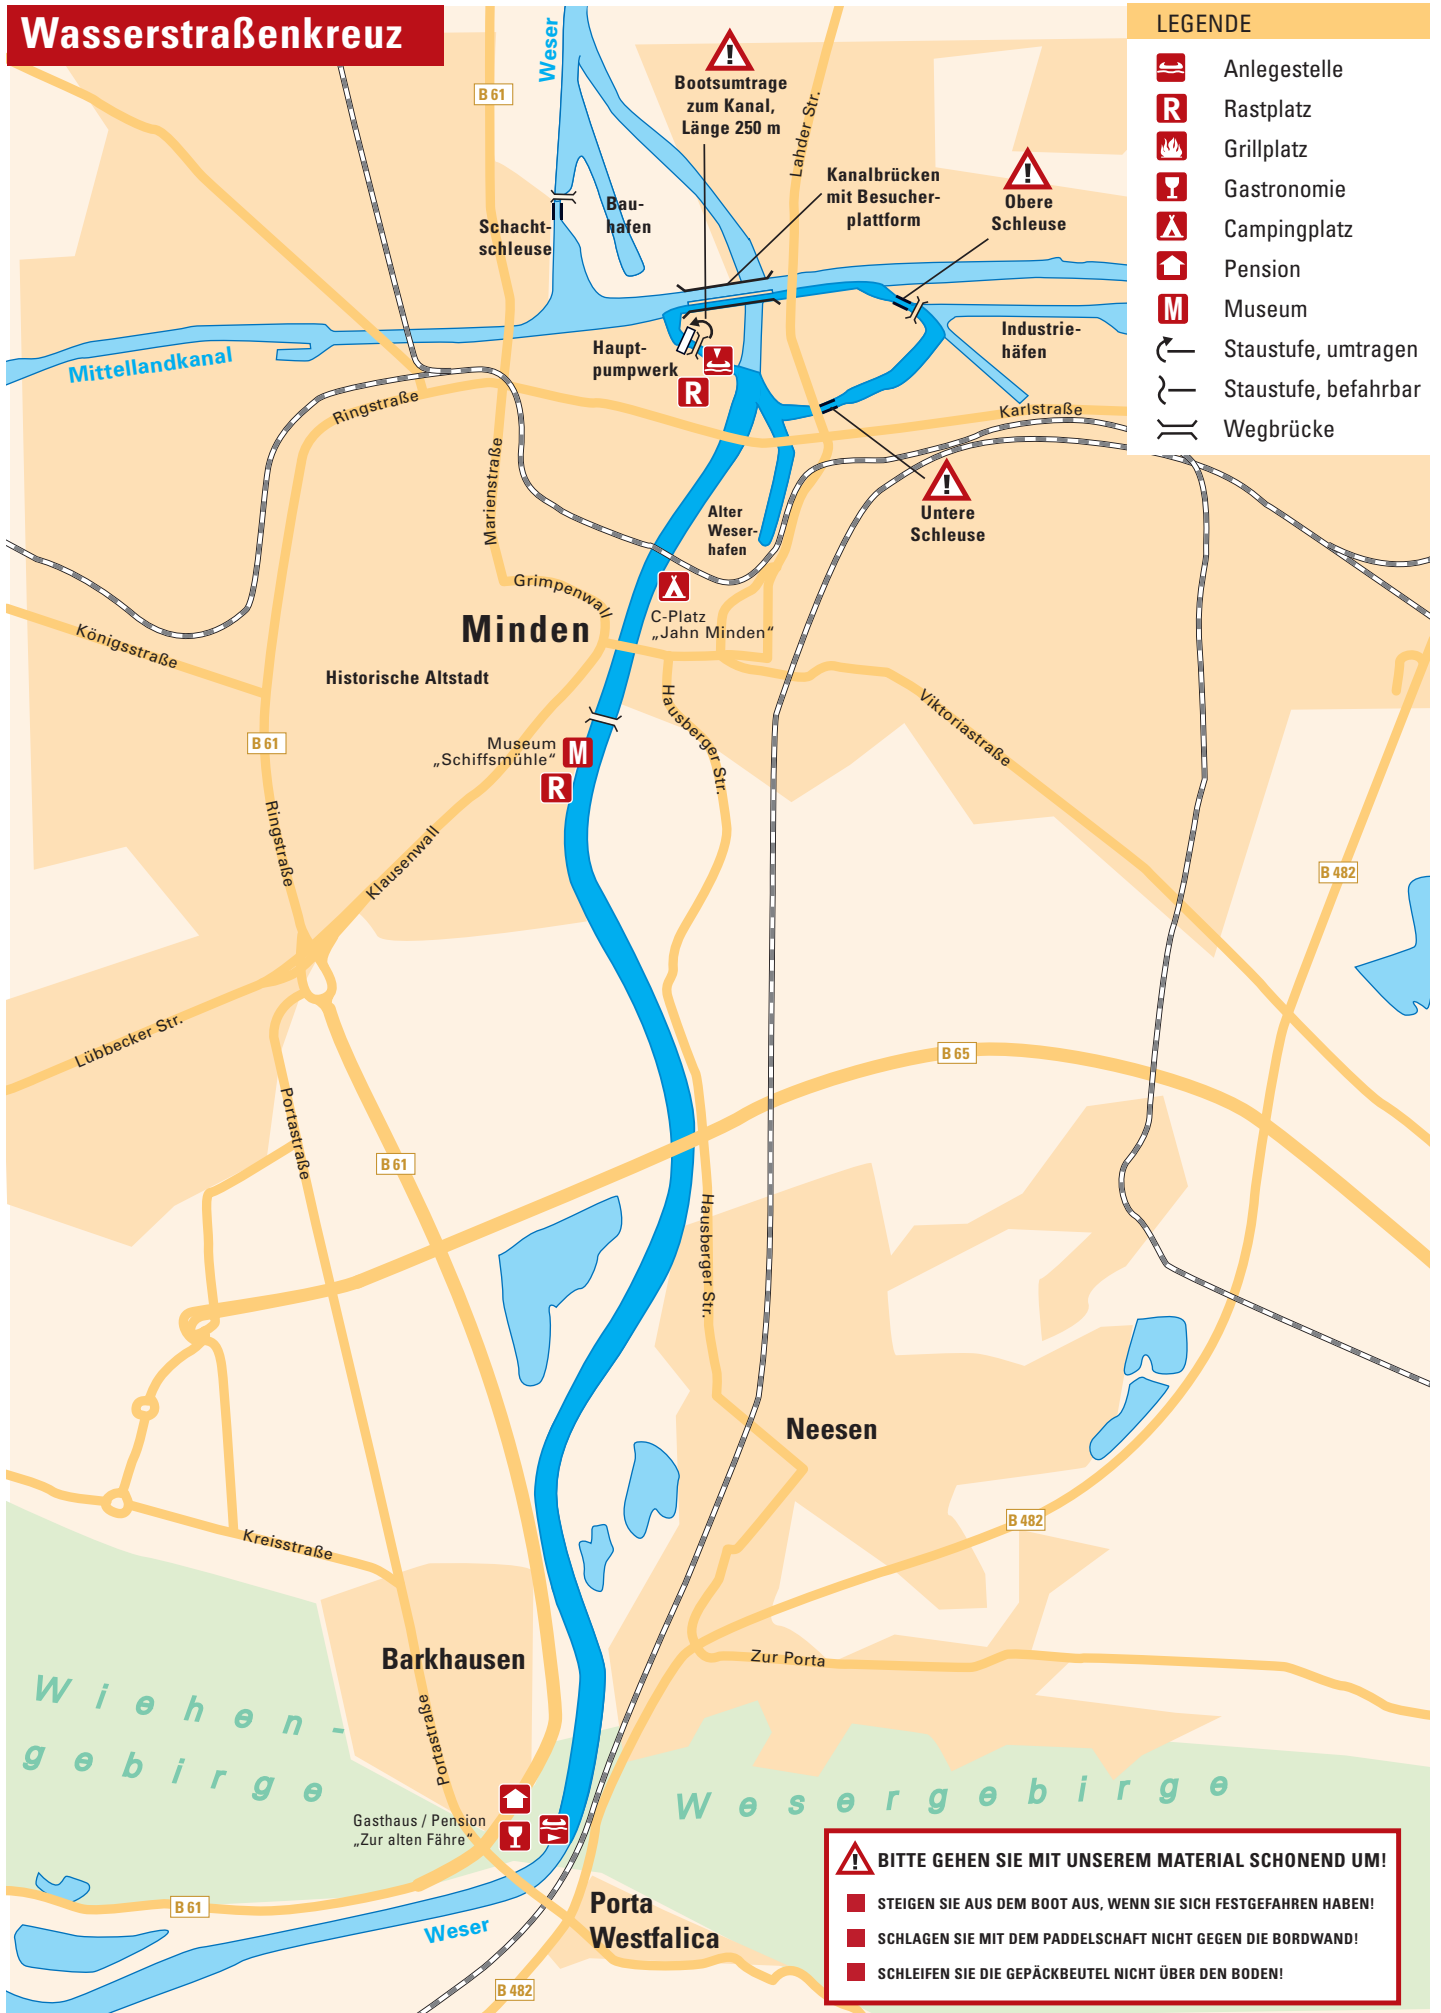 Wasserstraßenkreuz
LEGENDE
Anlegestelle
R
Rastplatz
Grillplatz
Gastronomie
Campingplatz
Pension
M
Museum
Staustufe, umtragen
Staustufe, befahrbar
Wegbrücke
Weser
B 61
!
Bootsumtrage
zum Kanal,
Länge 250 m
Lahder Str.
Kanalbrücken
mit Besucher-
plattform
!
Obere
Schleuse
Schacht-
schleuse
Bau-
hafen
Mittellandkanal
Haupt-
pumpwerk
R
Industrie-
häfen
Ringstraße
Karlstraße
Marienstraße
!
Untere
Schleuse
Alter
Weser-
hafen
Grimpenwall
C-Platz
„Jahn Minden“
Minden
Königsstraße
Historische Altstadt
Hausberger Str.
Viktoriastraße
B 61
Museum
„Schiffsmühle“
M
R
Ringstraße
Klausenwall
B 482
Lübbecker Str.
B 65
Portastraße
B 61
Hausberger Str.
Neesen
B 482
Kreisstraße
Barkhausen
Zur Porta
Wiehen-
gebirge
Portastraße
Wesergebirge
Gasthaus / Pension
„Zur alten Fähre“
B 61
Weser
Porta
Westfalica
B 482
! BITTE GEHEN SIE MIT UNSEREM MATERIAL SCHONEND UM!
STEIGEN SIE AUS DEM BOOT AUS, WENN SIE SICH FESTGEFAHREN HABEN!
SCHLAGEN SIE MIT DEM PADDELSCHAFT NICHT GEGEN DIE BORDWAND!
SCHLEIFEN SIE DIE GEPÄCKBEUTEL NICHT ÜBER DEN BODEN!